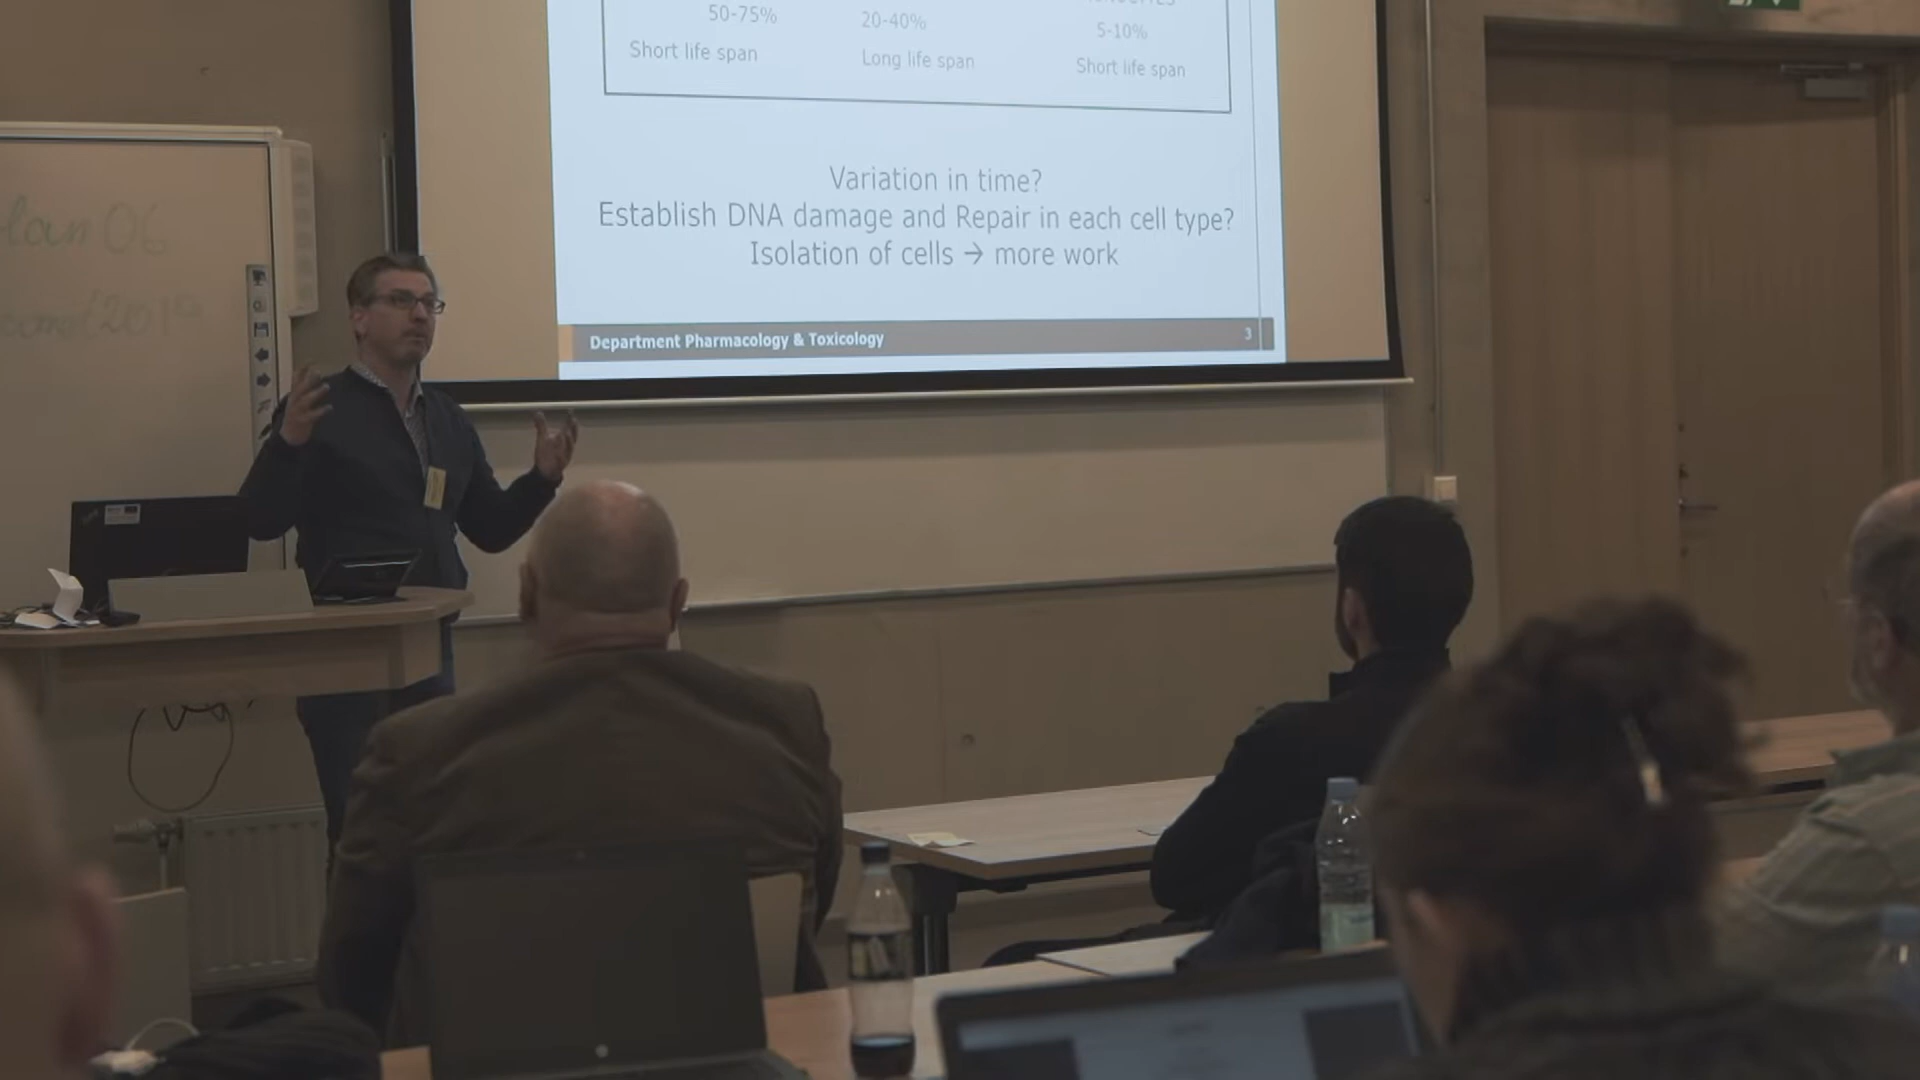 50-75% 20-40% 5-10%
Short life span Long life span Short life span
Variation in time?
Establish DNA damage and Repair in each cell type?
Isolation of cells → more work
Department Pharmacology & Toxicology 3